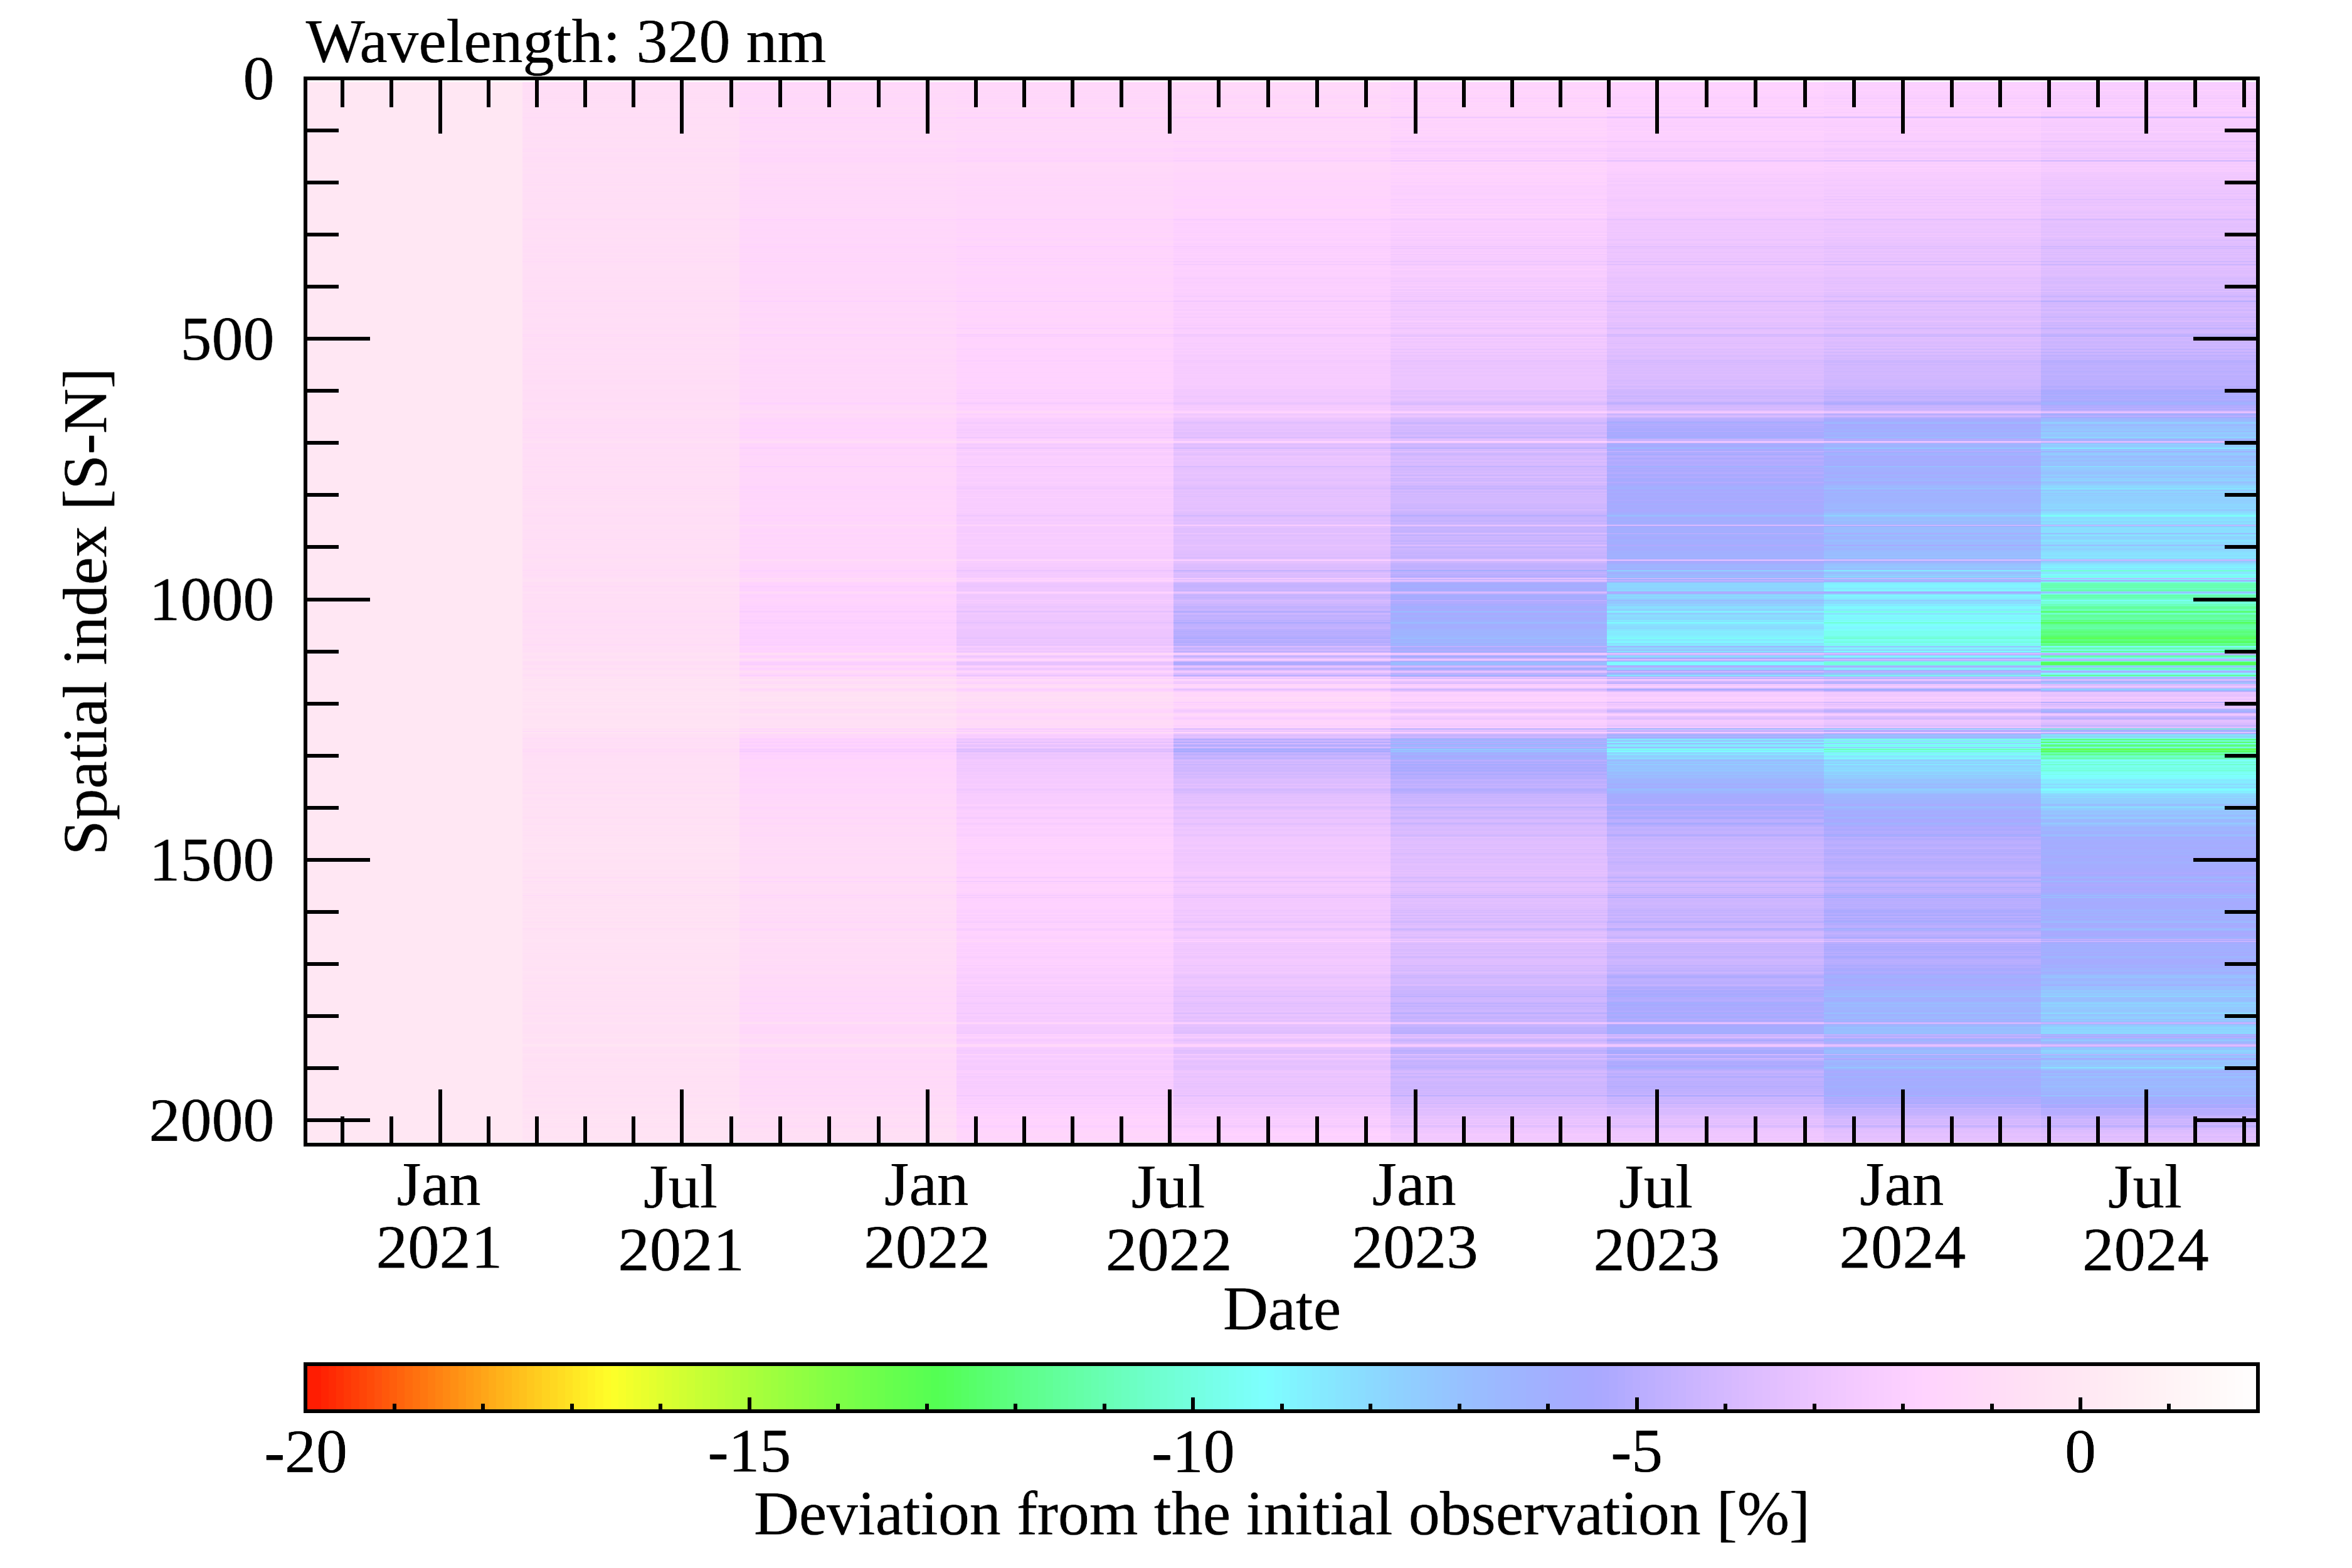 Wavelength: 320 nm
0
500
1000
1500
2000
Spatial index [S-N]
Jan Jul Jan Jul Jan Jul Jan Jul
2021 2021 2022 2022 2023 2023 2024 2024
Date
-20 -15 -10 -5 0
Deviation from the initial observation [%]